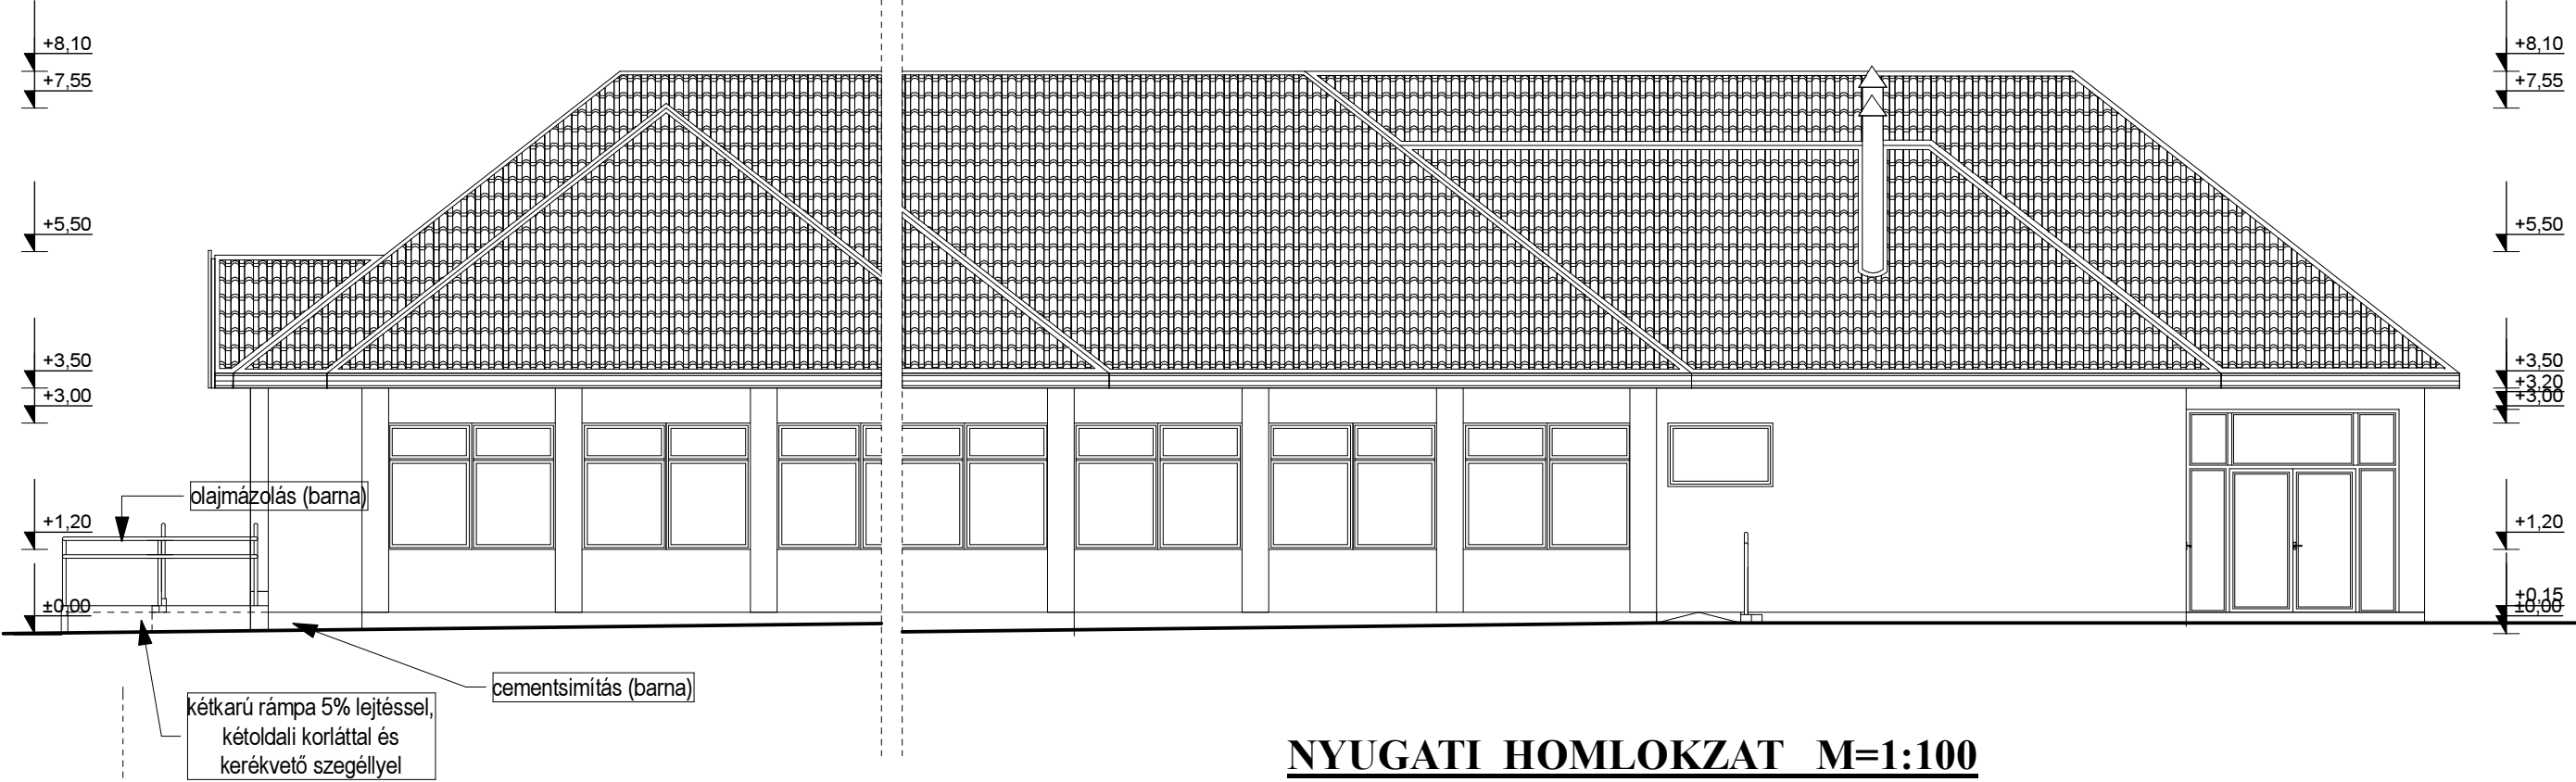 +8,10
+7,55
+5,50
+3,50
+3,00
+1,20
±0,00
olajmázolás (barna)
cementsimítás (barna)
kétkarú rámpa 5% lejtéssel,
kétoldali korláttal és
kerékvető szegéllyel
+8,10
+7,55
+5,50
+3,50
+3,20
+3,00
+1,20
+0,15
±0,00
NYUGATI HOMLOKZAT M=1:100